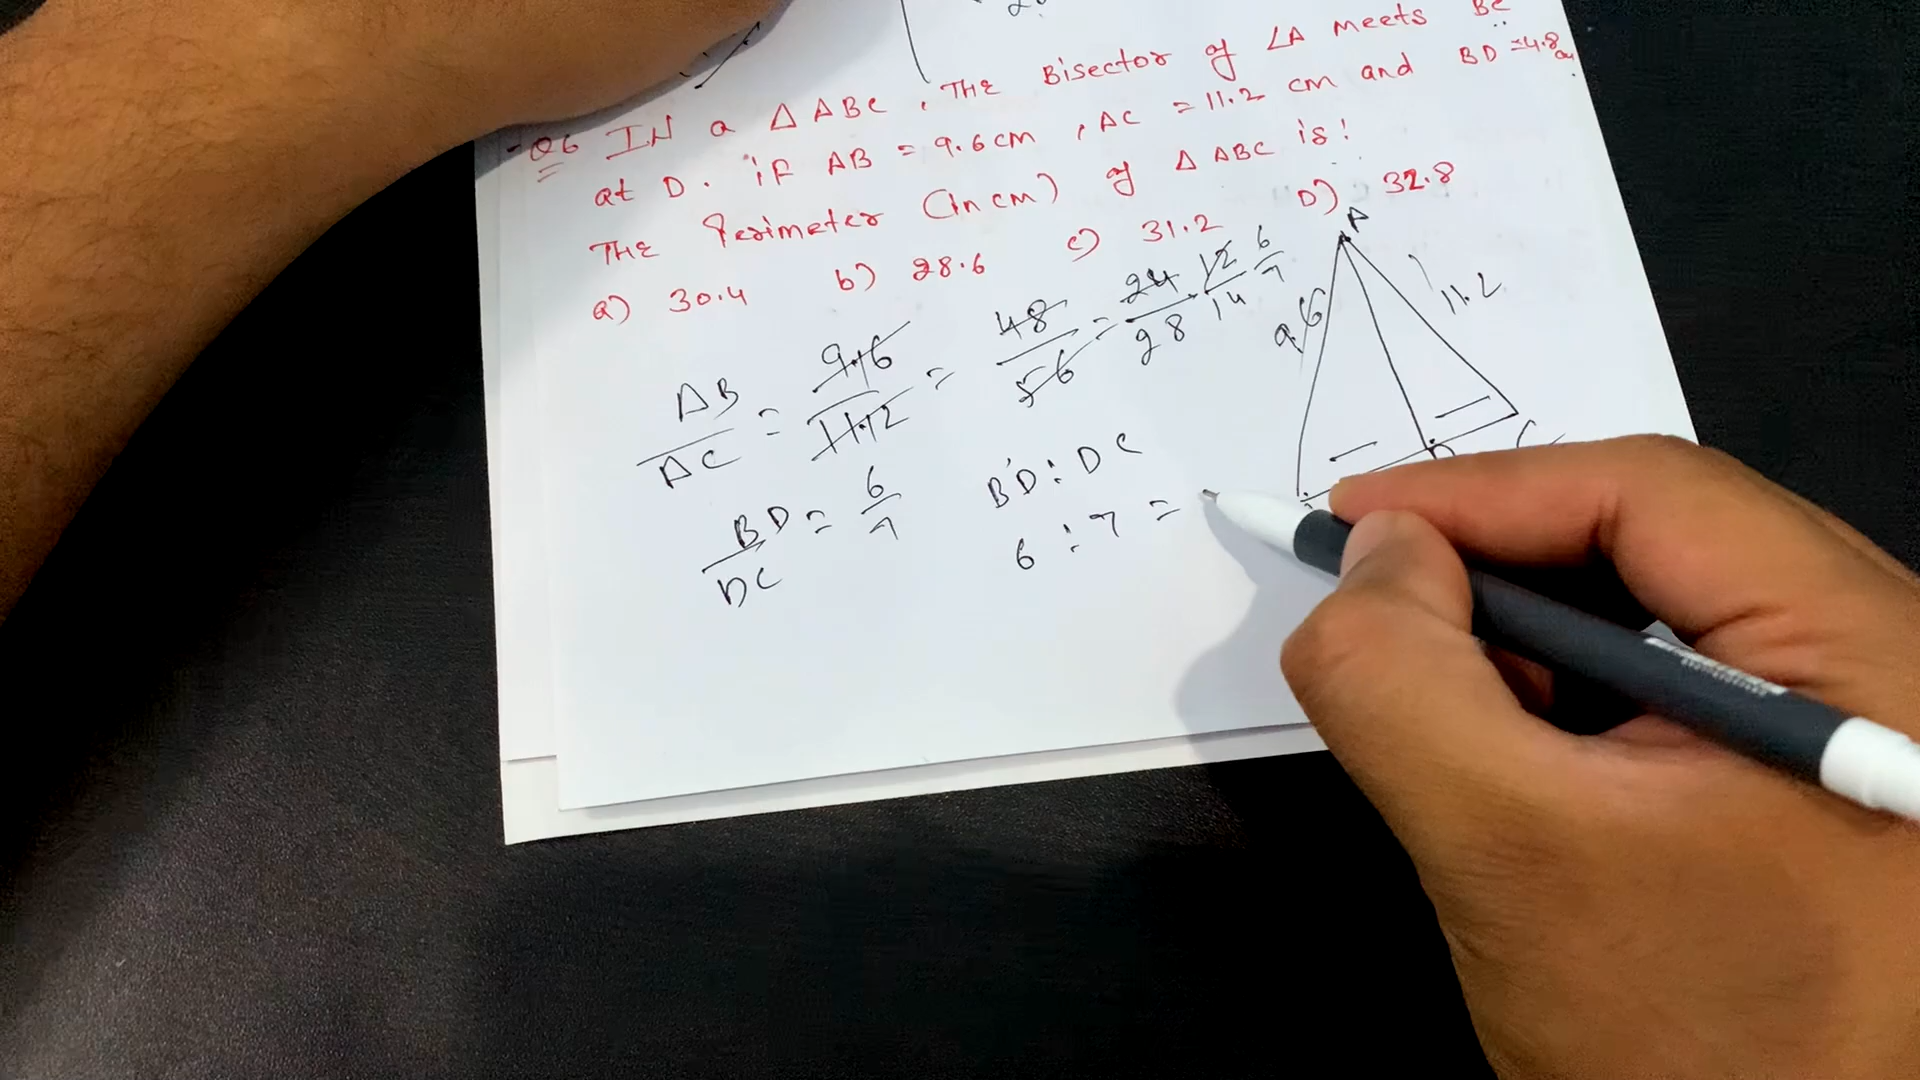 Q6 IN a △ ABC , THE Bisector of ∠A meets BC
at D. iF AB = 9.6cm , AC = 11.2 cm and BD = 4.8
THE Perimeter (in cm) of △ ABC is!
a) 30.4 b) 28.6 c) 31.2 D) 32.8
AB/AC = 9.6/11.2 = 48/56 = 24/28 12/14 6/7
A
9.6
11.2
D
C
BD/DC = 6/7
BD : DC
6 : 7 =